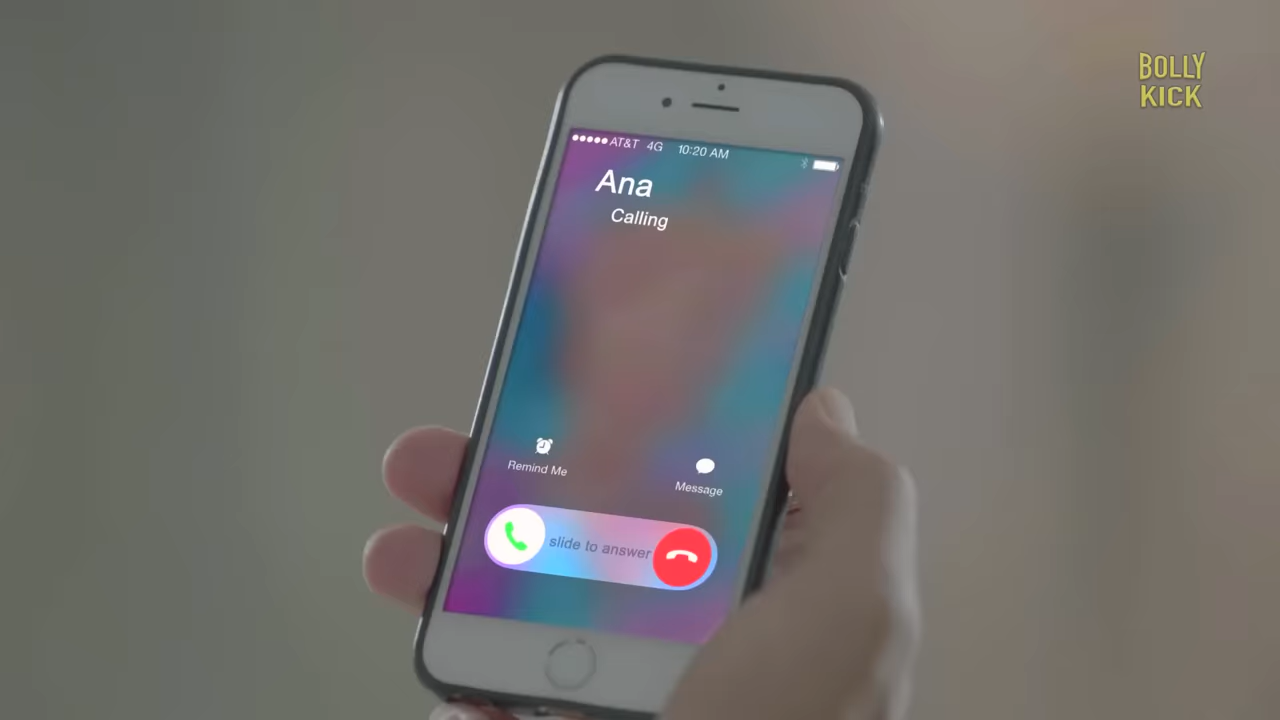 BOLLY
KICK
AT&T 4G 10:20 AM
Ana
Calling
Remind Me
Message
slide to answer